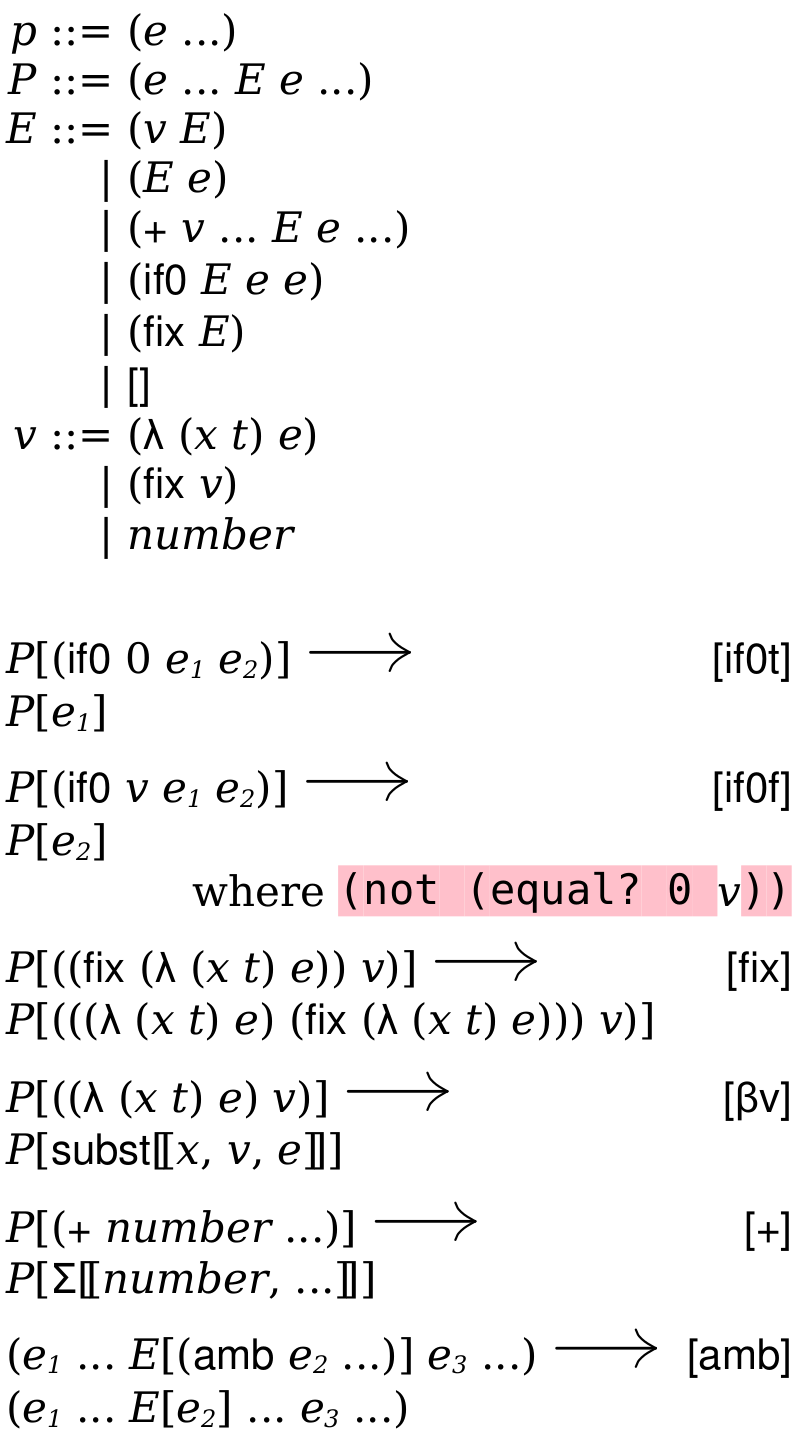 p ::= (e ...)
P ::= (e ... E e ...)
E ::= (v E)
| (E e)
| (+ v ... E e ...)
| (if0 E e e)
| (fix E)
| []
v ::= (λ (x t) e)
| (fix v)
| number
P[(if0 0 e₁ e₂)] ⟶ [if0t]
P[e₁]
P[(if0 v e₁ e₂)] ⟶ [if0f]
P[e₂]
where (not (equal? 0 v))
P[((fix (λ (x t) e)) v)] ⟶ [fix]
P[(((λ (x t) e) (fix (λ (x t) e))) v)]
P[((λ (x t) e) v)] ⟶ [βv]
P[subst⟦x, v, e⟧]
P[(+ number ...)] ⟶ [+]
P[Σ⟦number, ...⟧]
(e₁ ... E[(amb e₂ ...)] e₃ ...) ⟶ [amb]
(e₁ ... E[e₂] ... e₃ ...)